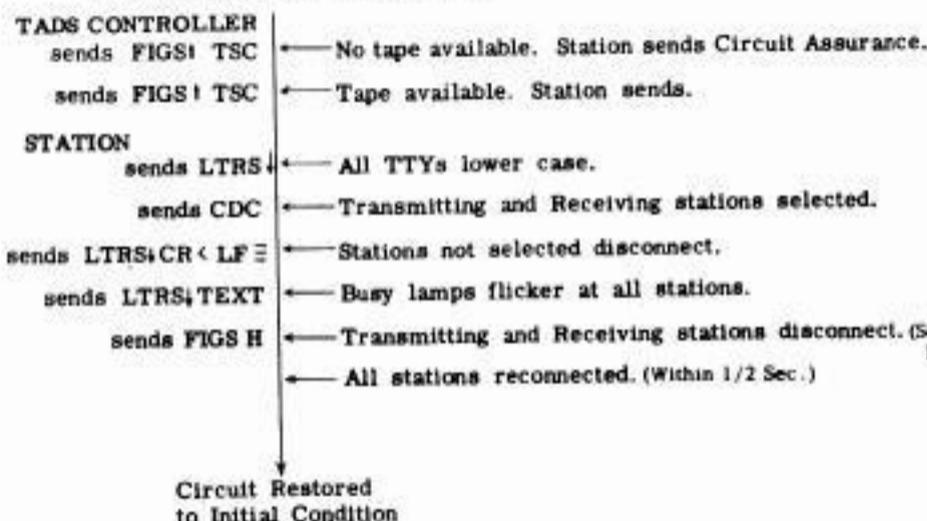 TADS CONTROLLER
sends FIGS↑ TSC ← No tape available. Station sends Circuit Assurance.
sends FIGS↑ TSC ← Tape available. Station sends.
STATION
sends LTRS↓ ← All TTYs lower case.
sends CDC ← Transmitting and Receiving stations selected.
sends LTRS↓ CR < LF ≡ ← Stations not selected disconnect.
sends LTRS↓ TEXT ← Busy lamps flicker at all stations.
sends FIGS H ← Transmitting and Receiving stations disconnect.
← All stations reconnected. (Within 1/2 Sec.)
Circuit Restored
to Initial Condition